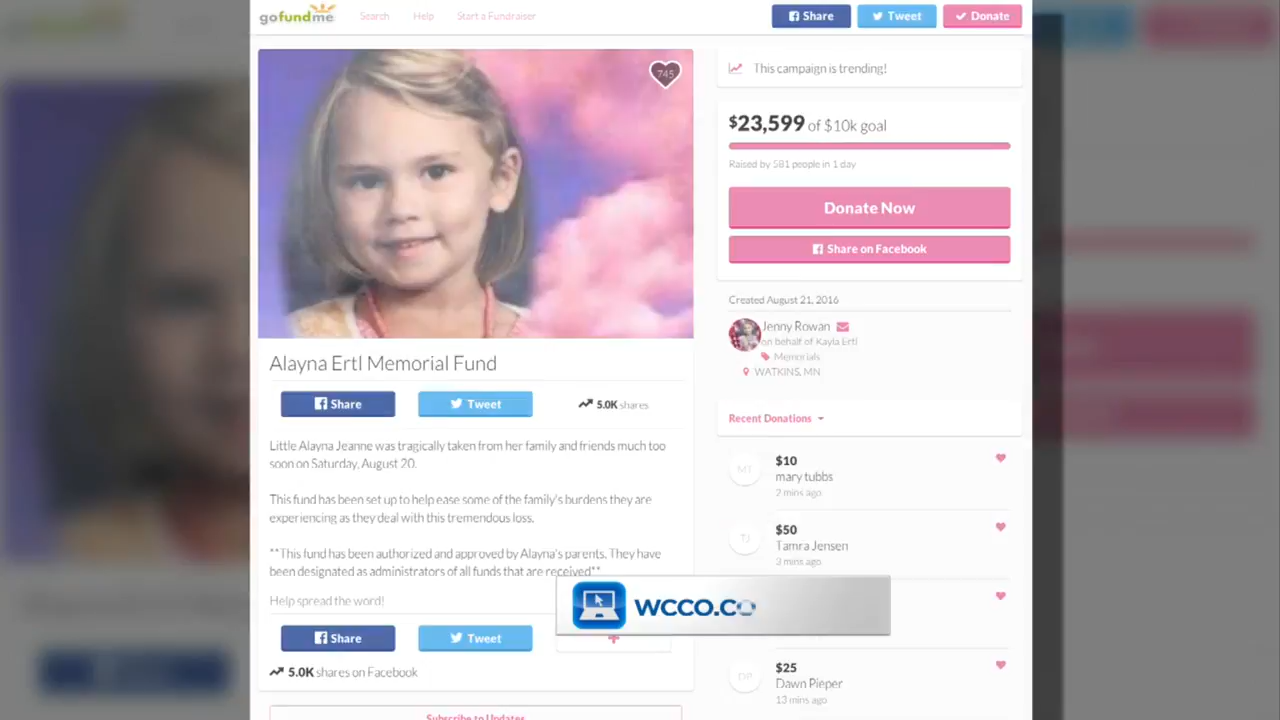 gofundme
Search
Help
Start a Fundraiser
Share
Tweet
Donate
745
This campaign is trending!
$23,599 of $10k goal
Raised by 581 people in 1 day
Donate Now
Share on Facebook
Created August 21, 2016
Jenny Rowan
on behalf of Kayla Ertl
Memorials
WATKINS, MN
Alayna Ertl Memorial Fund
Share
Tweet
5.0K shares
Little Alayna Jeanne was tragically taken from her family and friends much too
soon on Saturday, August 20.
This fund has been set up to help ease some of the family's burdens they are
experiencing as they deal with this tremendous loss.
**This fund has been authorized and approved by Alayna's parents. They have
been designated as administrators of all funds that are received**
Help spread the word!
Share
Tweet
5.0K shares on Facebook
Subscribe to Updates
Recent Donations
MT
$10
mary tubbs
2 mins ago
TJ
$50
Tamra Jensen
3 mins ago
DP
$25
Dawn Pieper
13 mins ago
WCCO.CO